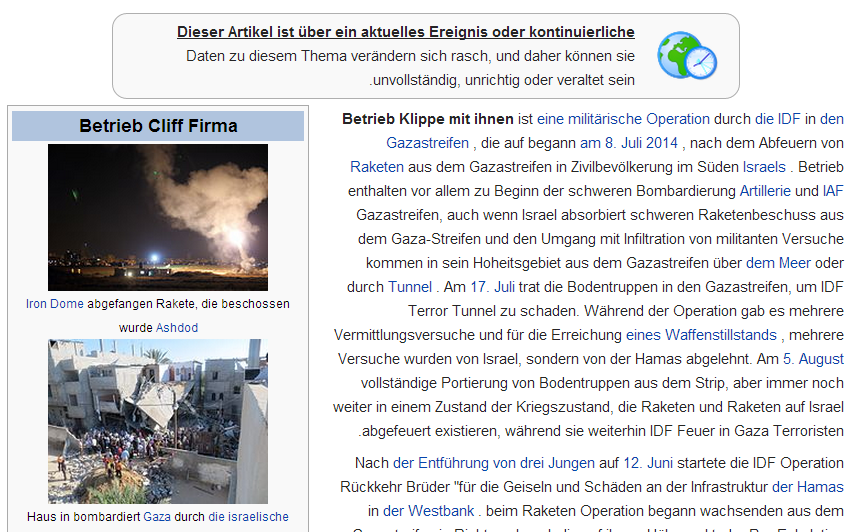 Dieser Artikel ist über ein aktuelles Ereignis oder kontinuierliche
Daten zu diesem Thema verändern sich rasch, und daher können sie
.unvollständig, unrichtig oder veraltet sein
Betrieb Cliff Firma
Iron Dome abgefangen Rakete, die beschossen
wurde Ashdod
Haus in bombardiert Gaza durch die israelische
Betrieb Klippe mit ihnen ist eine militärische Operation durch die IDF in den
Gazastreifen , die auf begann am 8. Juli 2014 , nach dem Abfeuern von
Raketen aus dem Gazastreifen in Zivilbevölkerung im Süden Israels . Betrieb
enthalten vor allem zu Beginn der schweren Bombardierung Artillerie und IAF
Gazastreifen, auch wenn Israel absorbiert schweren Raketenbeschuss aus
dem Gaza-Streifen und den Umgang mit Infiltration von militanten Versuche
kommen in sein Hoheitsgebiet aus dem Gazastreifen über dem Meer oder
durch Tunnel . Am 17. Juli trat die Bodentruppen in den Gazastreifen, um IDF
Terror Tunnel zu schaden. Während der Operation gab es mehrere
Vermittlungsversuche und für die Erreichung eines Waffenstillstands , mehrere
Versuche wurden von Israel, sondern von der Hamas abgelehnt. Am 5. August
vollständige Portierung von Bodentruppen aus dem Strip, aber immer noch
weiter in einem Zustand der Kriegszustand, die Raketen und Raketen auf Israel
.abgefeuert existieren, während sie weiterhin IDF Feuer in Gaza Terroristen
Nach der Entführung von drei Jungen auf 12. Juni startete die IDF Operation
Rückkehr Brüder "für die Geiseln und Schäden an der Infrastruktur der Hamas
in der Westbank . beim Raketen Operation begann wachsenden aus dem